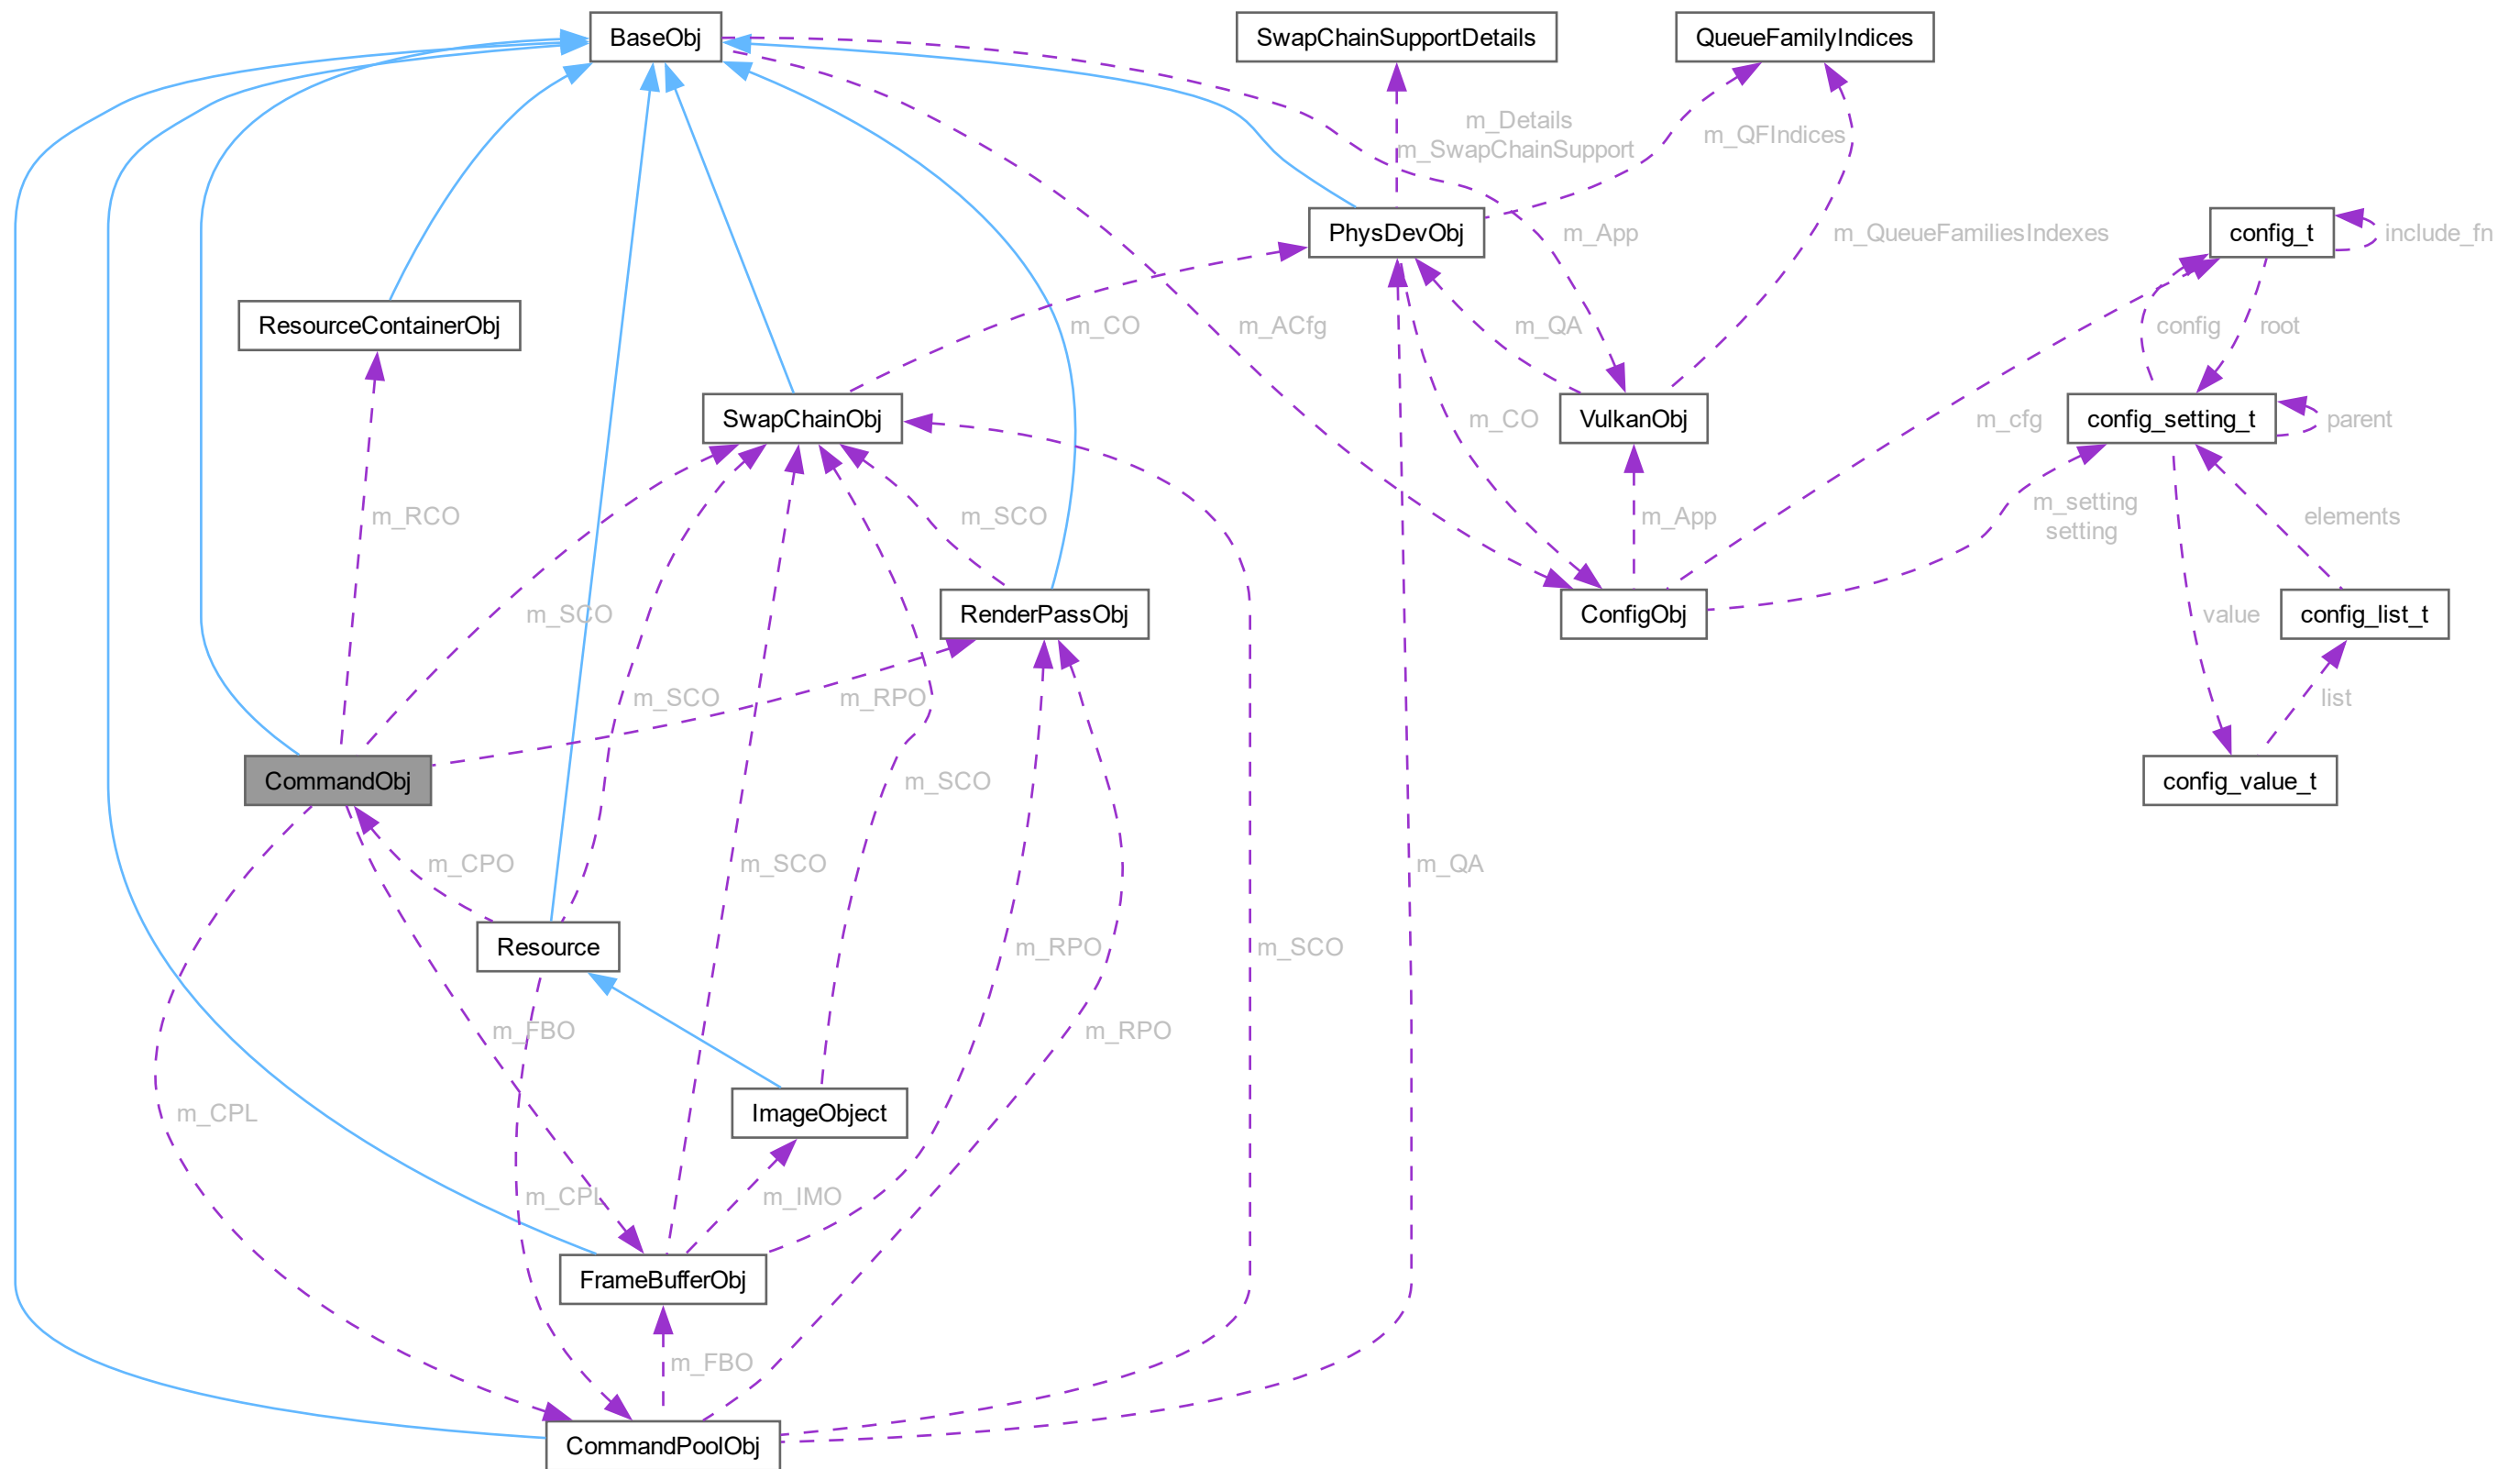 BaseObj
SwapChainSupportDetails
QueueFamilyIndices
m_Details
m_SwapChainSupport
m_QFIndices
PhysDevObj
m_App
m_QueueFamiliesIndexes
config_t
include_fn
ResourceContainerObj
m_CO
m_ACfg
m_QA
config
root
SwapChainObj
m_CO
VulkanObj
m_cfg
config_setting_t
parent
m_RCO
m_SCO
m_App
m_setting
setting
elements
m_SCO
RenderPassObj
ConfigObj
value
config_list_t
m_SCO
m_RPO
list
CommandObj
m_SCO
config_value_t
m_CPO
m_SCO
m_QA
Resource
m_RPO
m_SCO
m_FBO
m_RPO
m_CPL
ImageObject
m_CPL
m_IMO
FrameBufferObj
m_FBO
CommandPoolObj